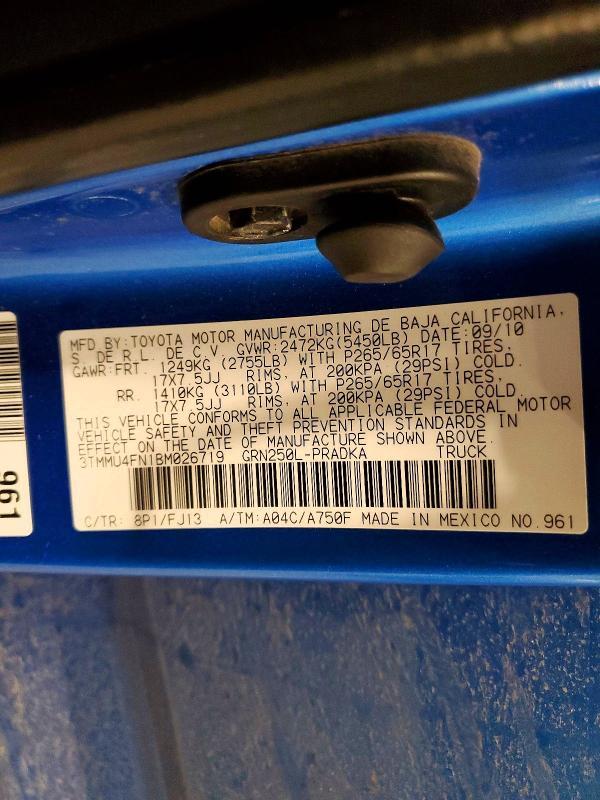 MFD BY:TOYOTA MOTOR MANUFACTURING DE BAJA CALIFORNIA,
S. DE R.L. DE C.V. GVWR:2472KG(5450LB) DATE:09/10
GAWR:FRT. 1249KG (2755LB) WITH P265/65R17 TIRES,
17X7.5JJ RIMS, AT 200KPA (29PSI) COLD.
RR. 1410KG (3110LB) WITH P265/65R17 TIRES,
17X7.5JJ RIMS, AT 200KPA (29PSI) COLD.
THIS VEHICLE CONFORMS TO ALL APPLICABLE FEDERAL MOTOR
VEHICLE SAFETY AND THEFT PREVENTION STANDARDS IN
EFFECT ON THE DATE OF MANUFACTURE SHOWN ABOVE.
3TMMU4FN1BM026719 GRN250L-PRADKA TRUCK
C/TR: 8P1/FJ13 A/TM:A04C/A750F MADE IN MEXICO NO.961
961